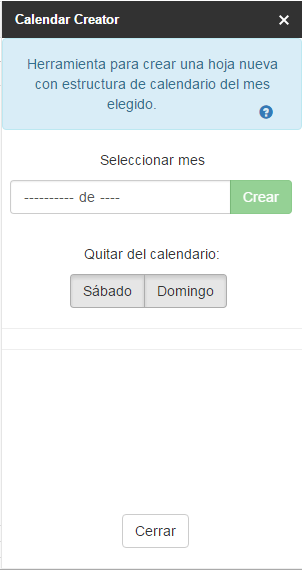 Calendar Creator ×
Herramienta para crear una hoja nueva
con estructura de calendario del mes
elegido. ?
Seleccionar mes
---------- de ---- Crear
Quitar del calendario:
Sábado Domingo
Cerrar